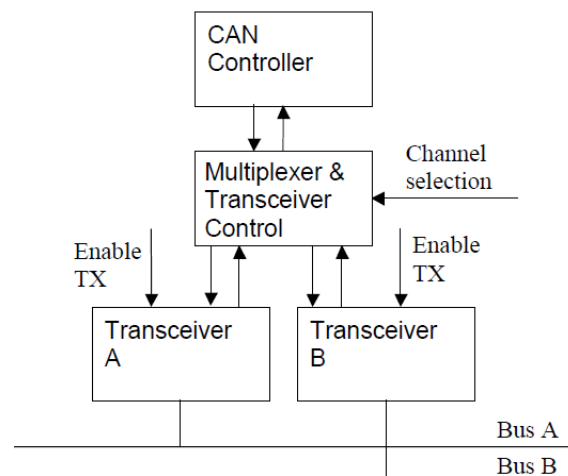 CAN
Controller
Multiplexer &
Transceiver
Control
Channel
selection
Enable
TX
Enable
TX
Transceiver
A
Transceiver
B
Bus A
Bus B